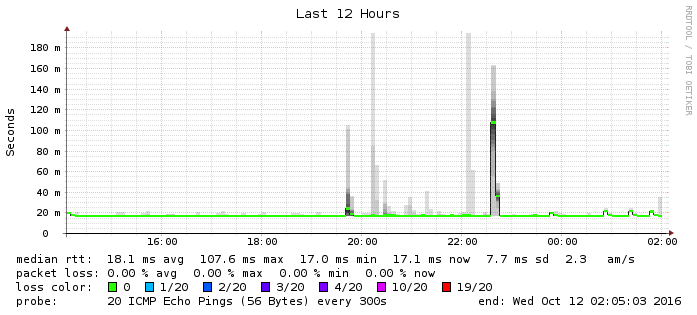 Last 12 Hours
RRDTOOL / TOBI OETIKER
Seconds
180 m
160 m
140 m
120 m
100 m
80 m
60 m
40 m
20 m
0
16:00 18:00 20:00 22:00 00:00 02:00
median rtt: 18.1 ms avg 107.6 ms max 17.0 ms min 17.1 ms now 7.7 ms sd 2.3 am/s
packet loss: 0.00 % avg 0.00 % max 0.00 % min 0.00 % now
loss color: 0 1/20 2/20 3/20 4/20 10/20 19/20
probe: 20 ICMP Echo Pings (56 Bytes) every 300s end: Wed Oct 12 02:05:03 2016